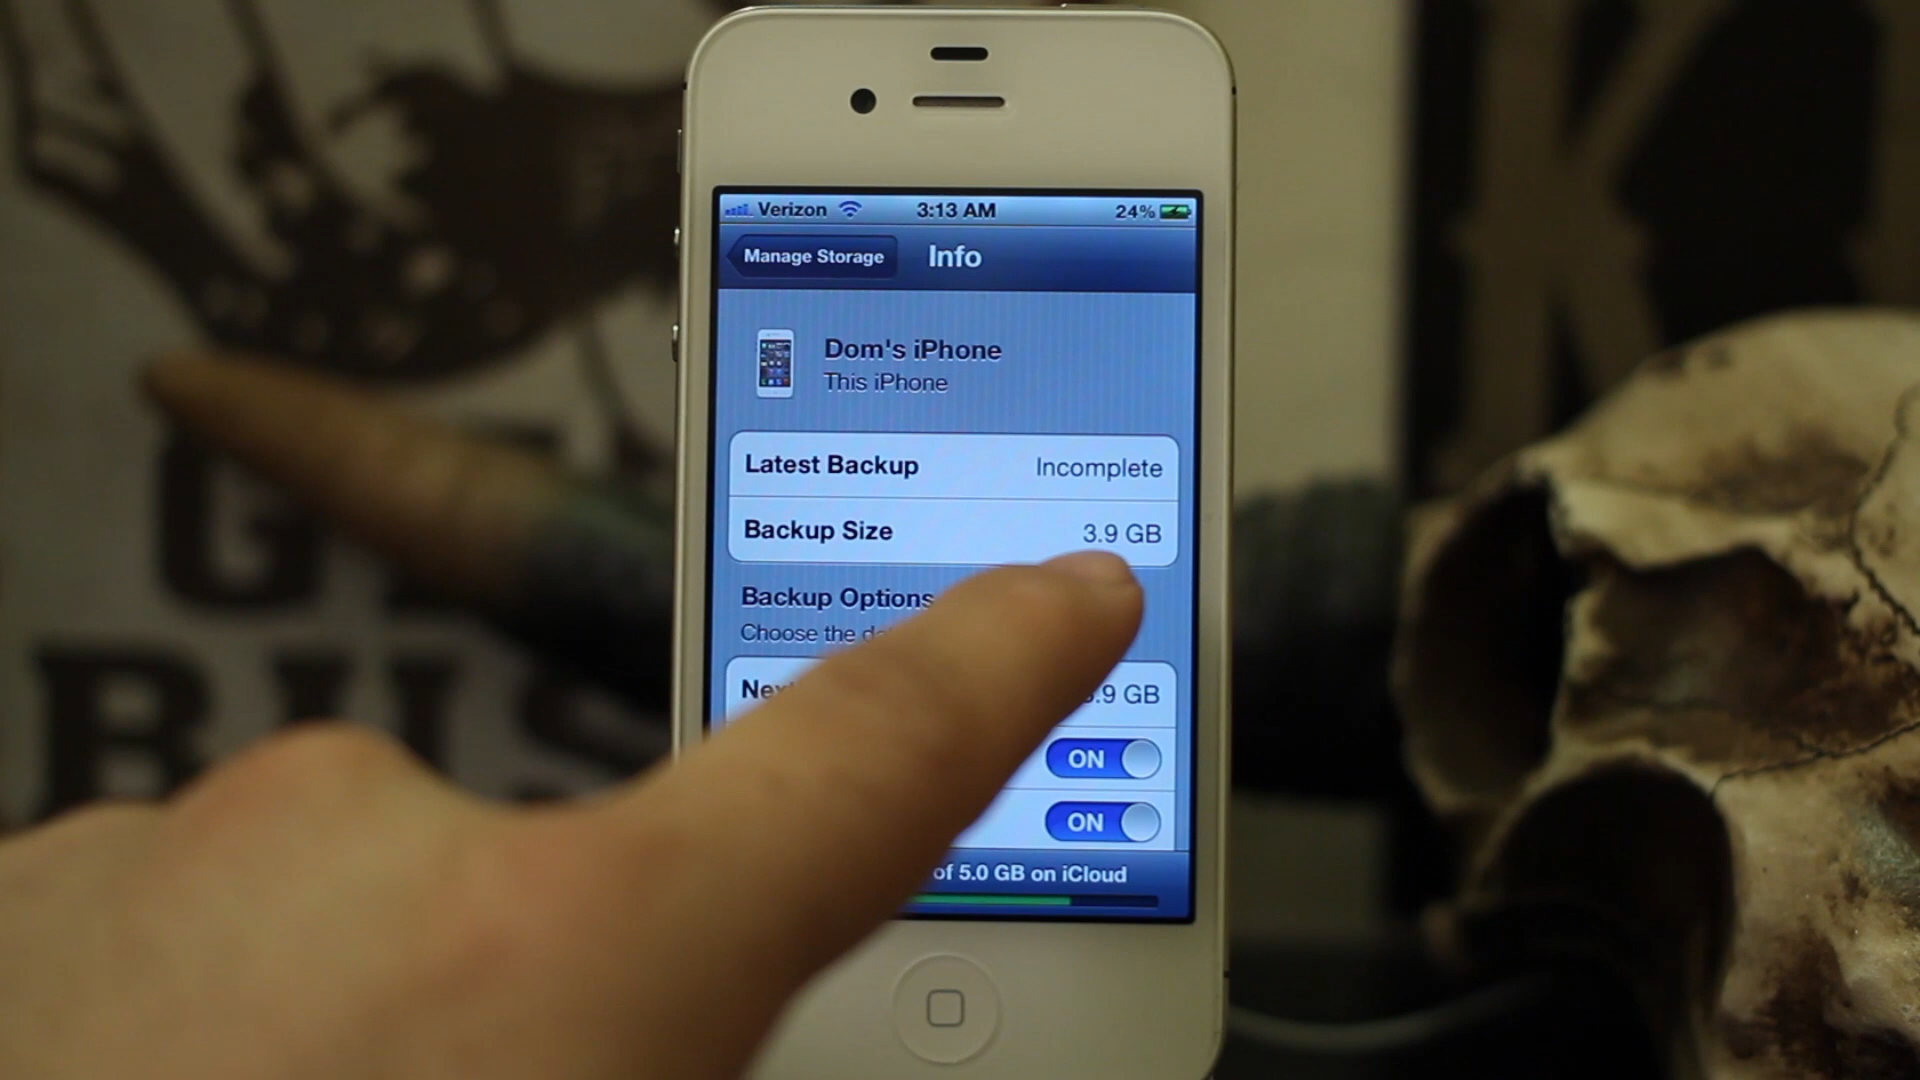 Verizon 3:13 AM 24%
Manage Storage Info
Dom's iPhone
This iPhone
Latest Backup Incomplete
Backup Size 3.9 GB
Backup Options
Choose the
.9 GB
ON
ON
of 5.0 GB on iCloud
K